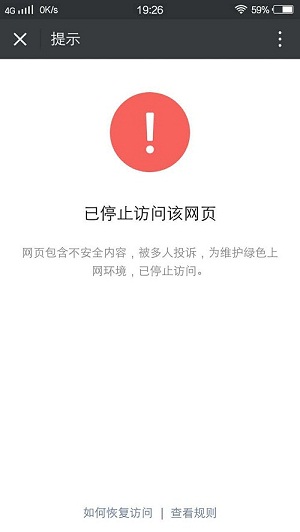 4G 0K/s 19:26 59%
提示
!
已停止访问该网页
网页包含不安全内容，被多人投诉，为维护绿色上
网环境，已停止访问。
如何恢复访问 | 查看规则